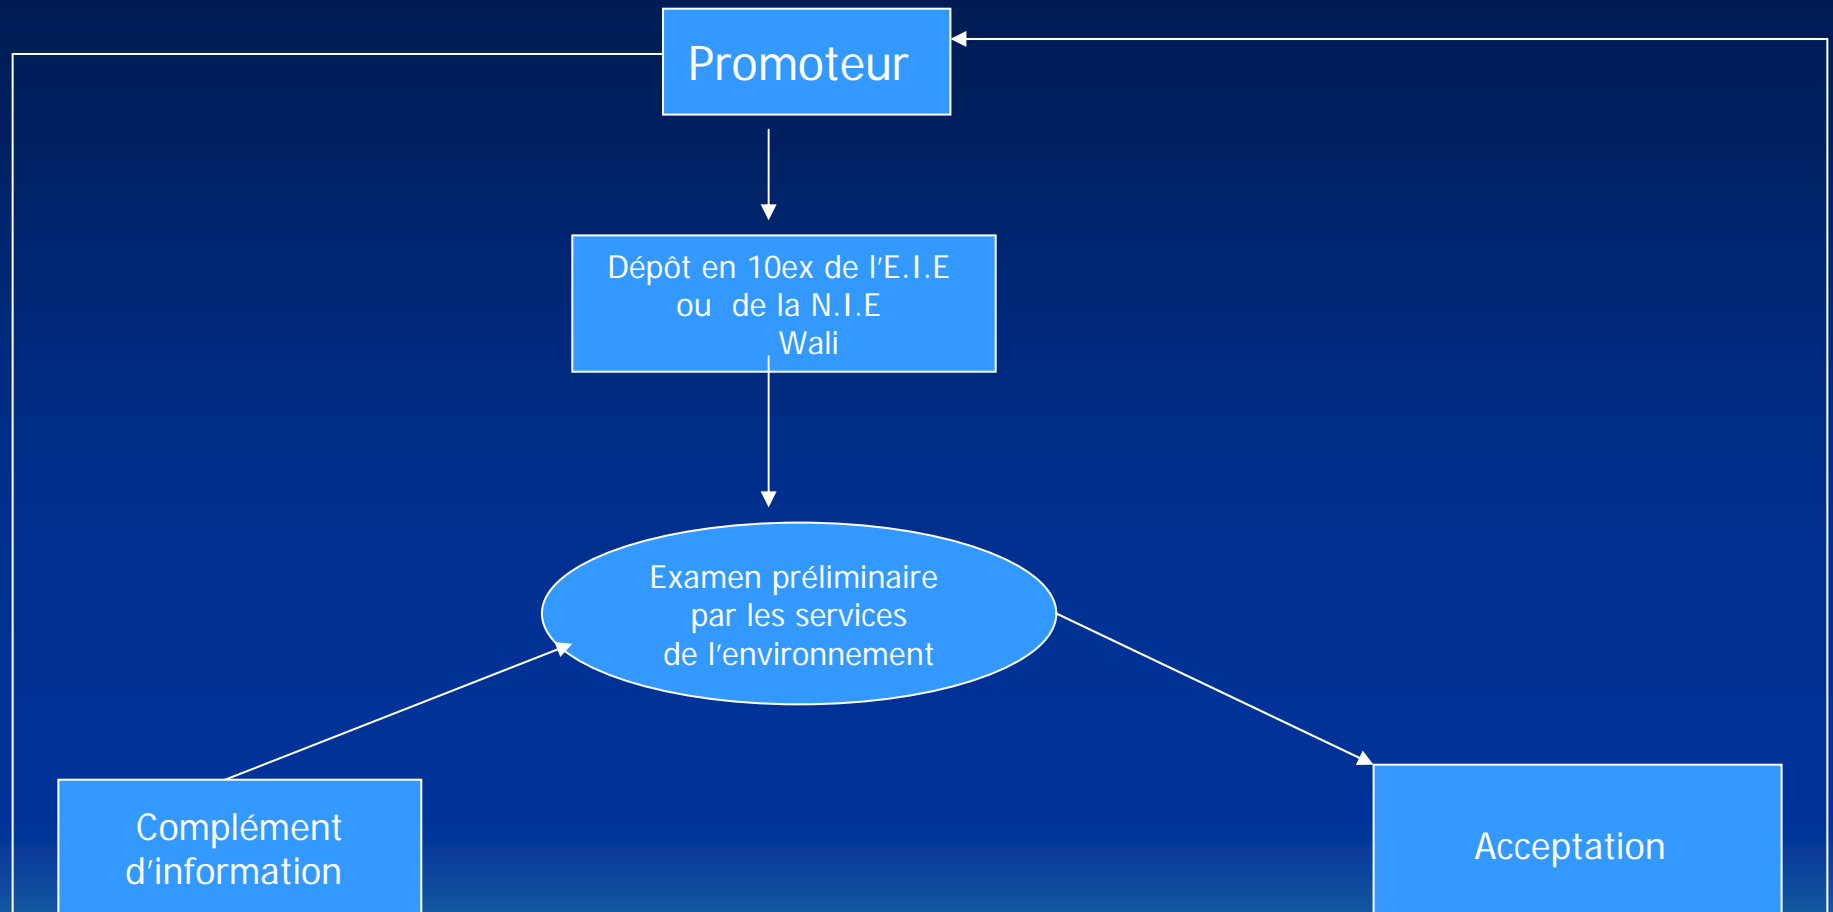 Promoteur
Dépôt en 10ex de l'E.I.E
ou de la N.I.E
Wali
Examen préliminaire
par les services
de l'environnement
Complément
d'information
Acceptation